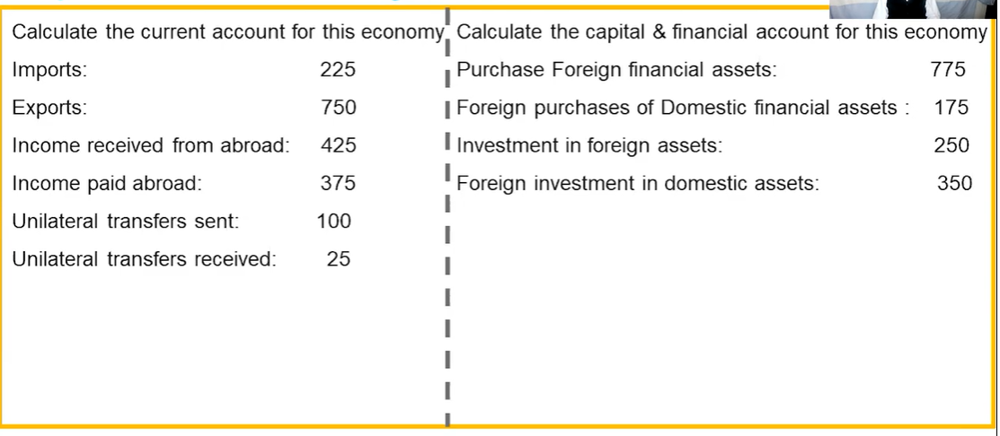 Calculate the current account for this economy
Imports: 225
Exports: 750
Income received from abroad: 425
Income paid abroad: 375
Unilateral transfers sent: 100
Unilateral transfers received: 25
Calculate the capital & financial account for this economy
Purchase Foreign financial assets: 775
Foreign purchases of Domestic financial assets : 175
Investment in foreign assets: 250
Foreign investment in domestic assets: 350